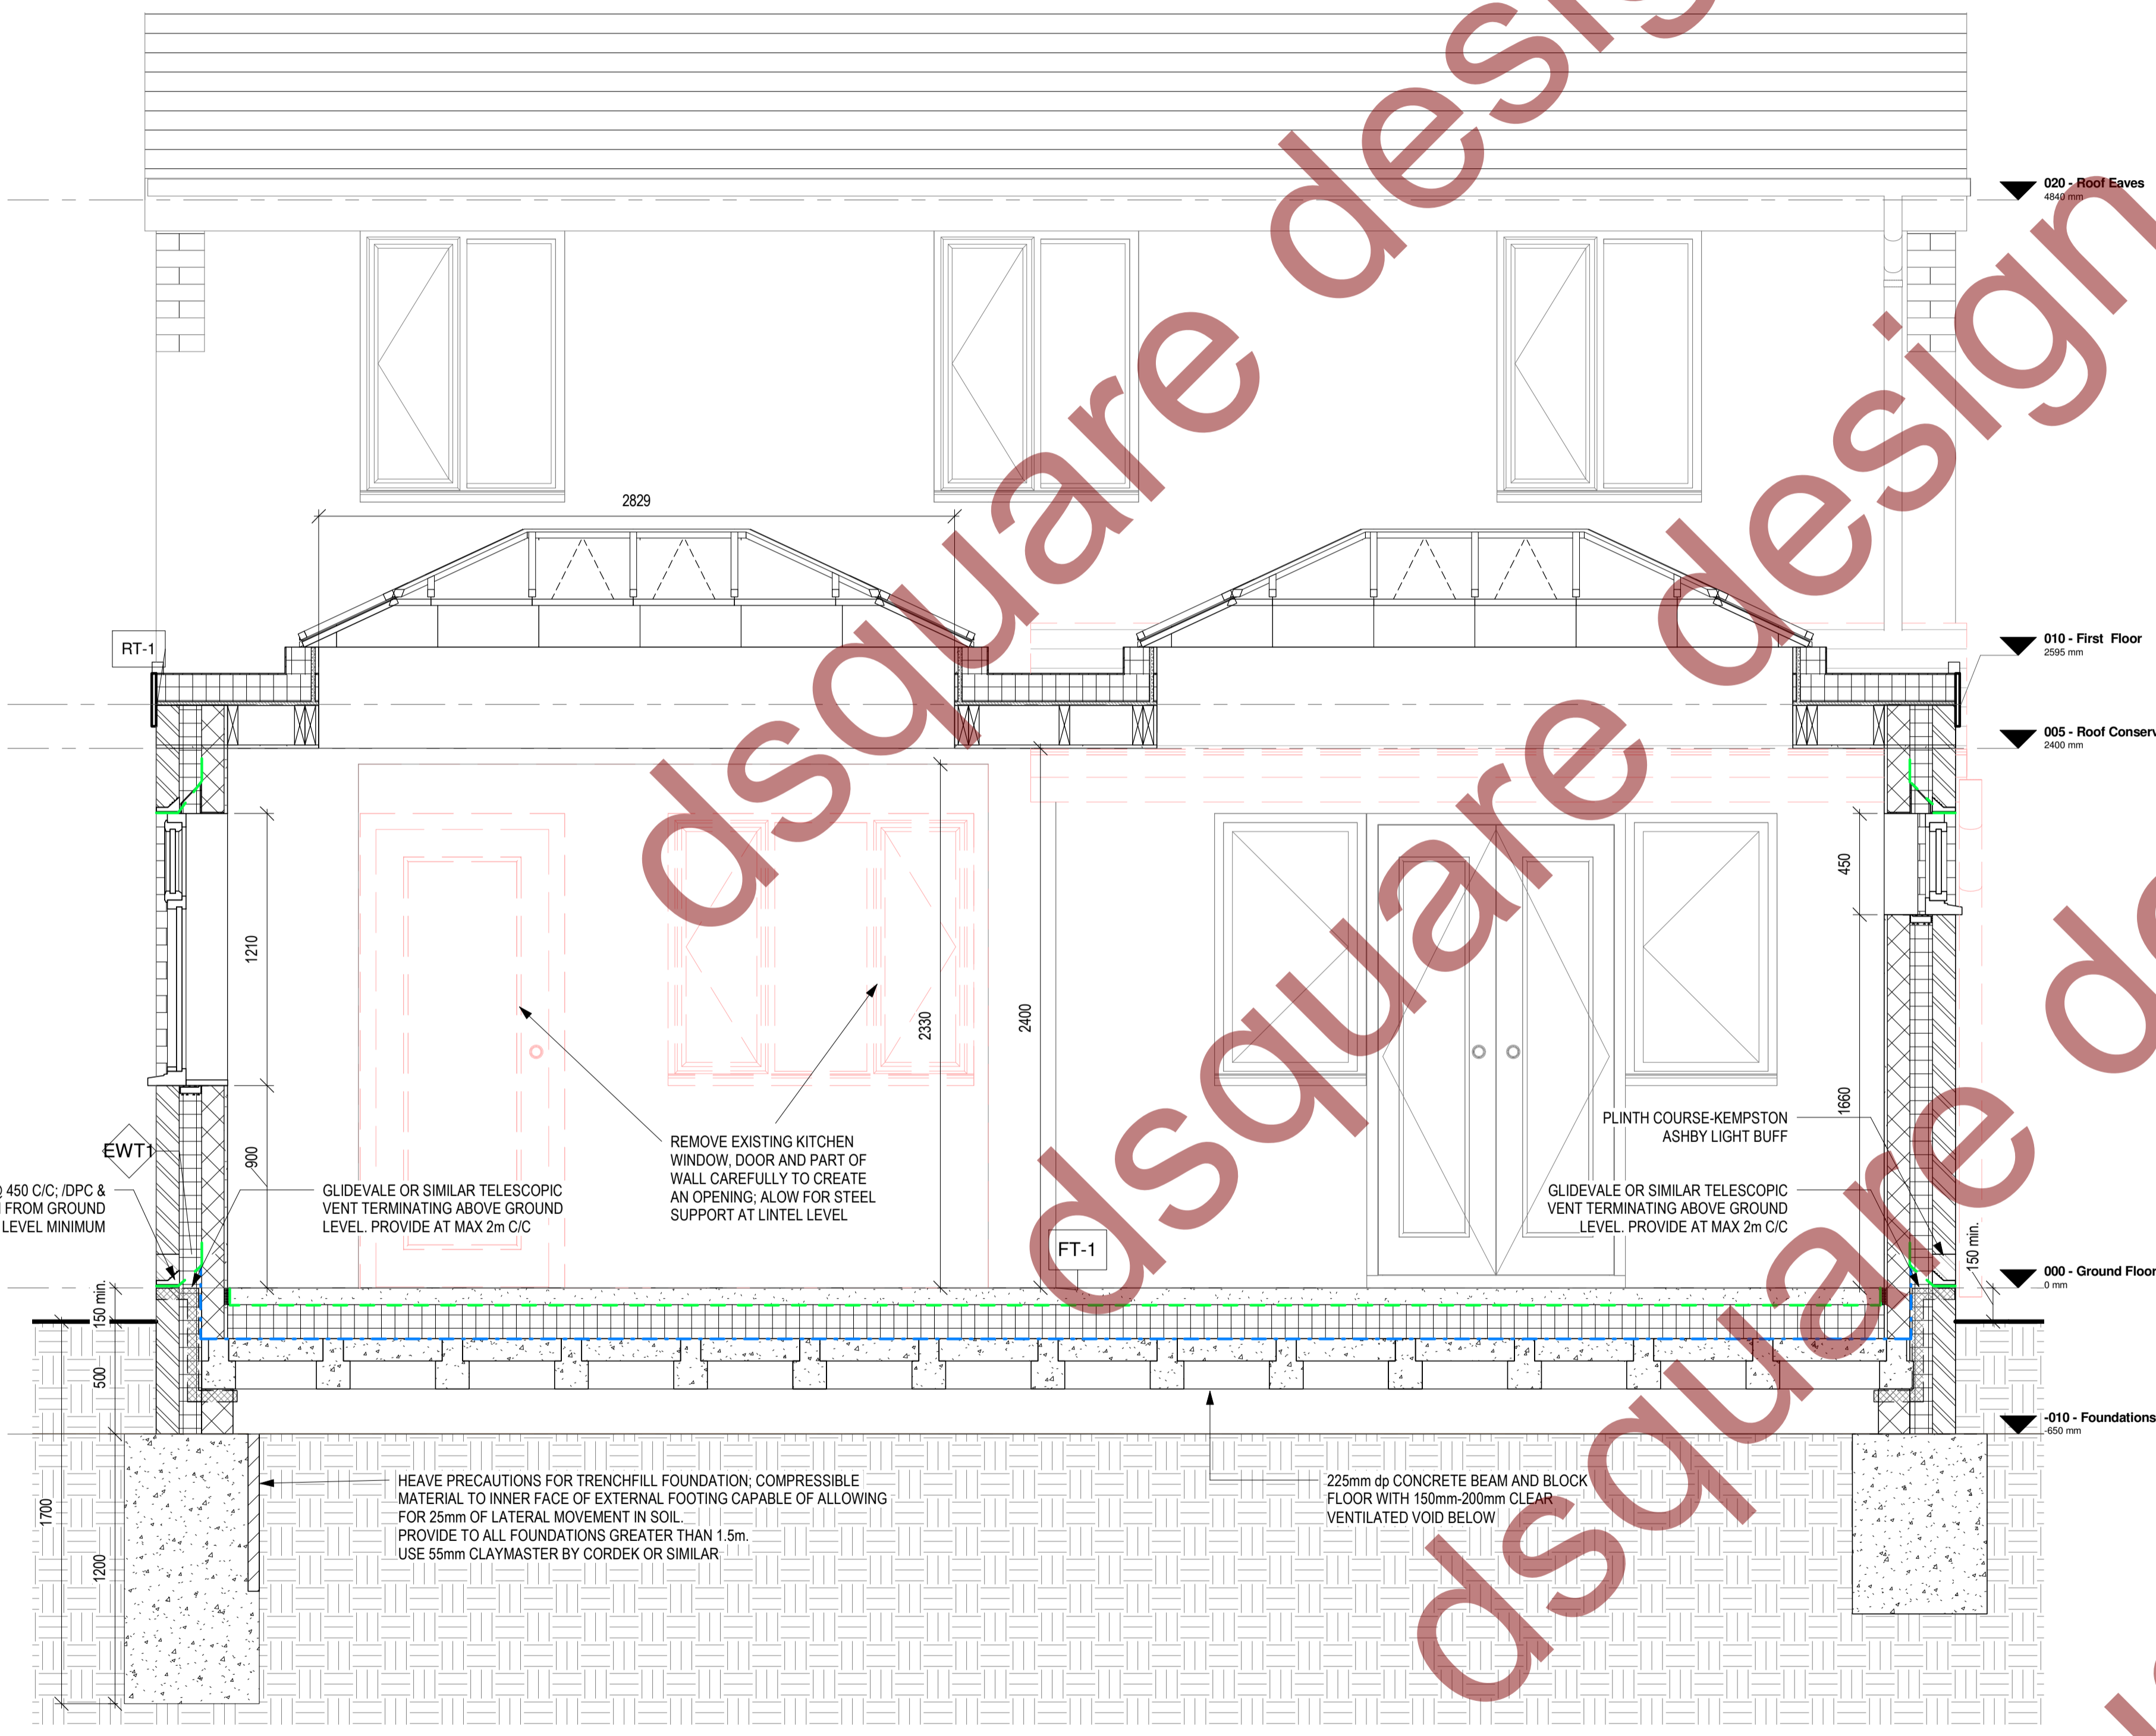 020 - Roof Eaves
4840 mm
2829
RT-1
010 - First  Floor
2595 mm
005 - Roof Conserv
2400 mm
1210
2330
2400
450
1660
900
EWT1
REMOVE EXISTING KITCHEN
WINDOW, DOOR AND PART OF
WALL CAREFULLY TO CREATE
AN OPENING; ALOW FOR STEEL
SUPPORT AT LINTEL LEVEL
PLINTH COURSE-KEMPSTON
ASHBY LIGHT BUFF
450 C/C; /DPC &
FROM GROUND
LEVEL MINIMUM
GLIDEVALE OR SIMILAR TELESCOPIC
VENT TERMINATING ABOVE GROUND
LEVEL. PROVIDE AT MAX 2m C/C
GLIDEVALE OR SIMILAR TELESCOPIC
VENT TERMINATING ABOVE GROUND
LEVEL. PROVIDE AT MAX 2m C/C
FT-1
150 min.
150 min.
000 - Ground Floor
0 mm
500
-010 - Foundations
-650 mm
1700
1200
HEAVE PRECAUTIONS FOR TRENCHFILL FOUNDATION; COMPRESSIBLE
MATERIAL TO INNER FACE OF EXTERNAL FOOTING CAPABLE OF ALLOWING
FOR 25mm OF LATERAL MOVEMENT IN SOIL.
PROVIDE TO ALL FOUNDATIONS GREATER THAN 1.5m.
USE 55mm CLAYMASTER BY CORDEK OR SIMILAR
225mm dp CONCRETE BEAM AND BLOCK
FLOOR WITH 150mm-200mm CLEAR
VENTILATED VOID BELOW
dsquare desig
dsquare design
dsquare de